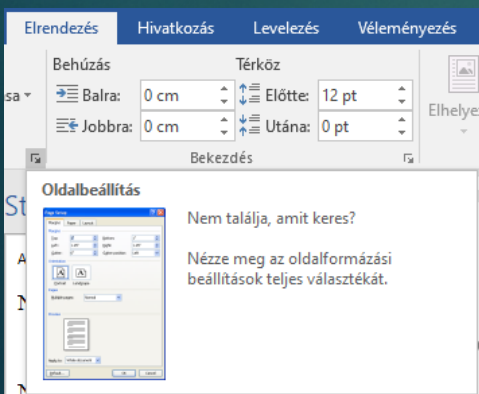 Elrendezés Hivatkozás Levelezés Véleményezés
Behúzás Térköz
Balra: 0 cm Előtte: 12 pt
Jobbra: 0 cm Utána: 0 pt
Bekezdés
Oldalbeállítás
Nem találja, amit keres?
Nézze meg az oldalformázási
beállítások teljes választékát.